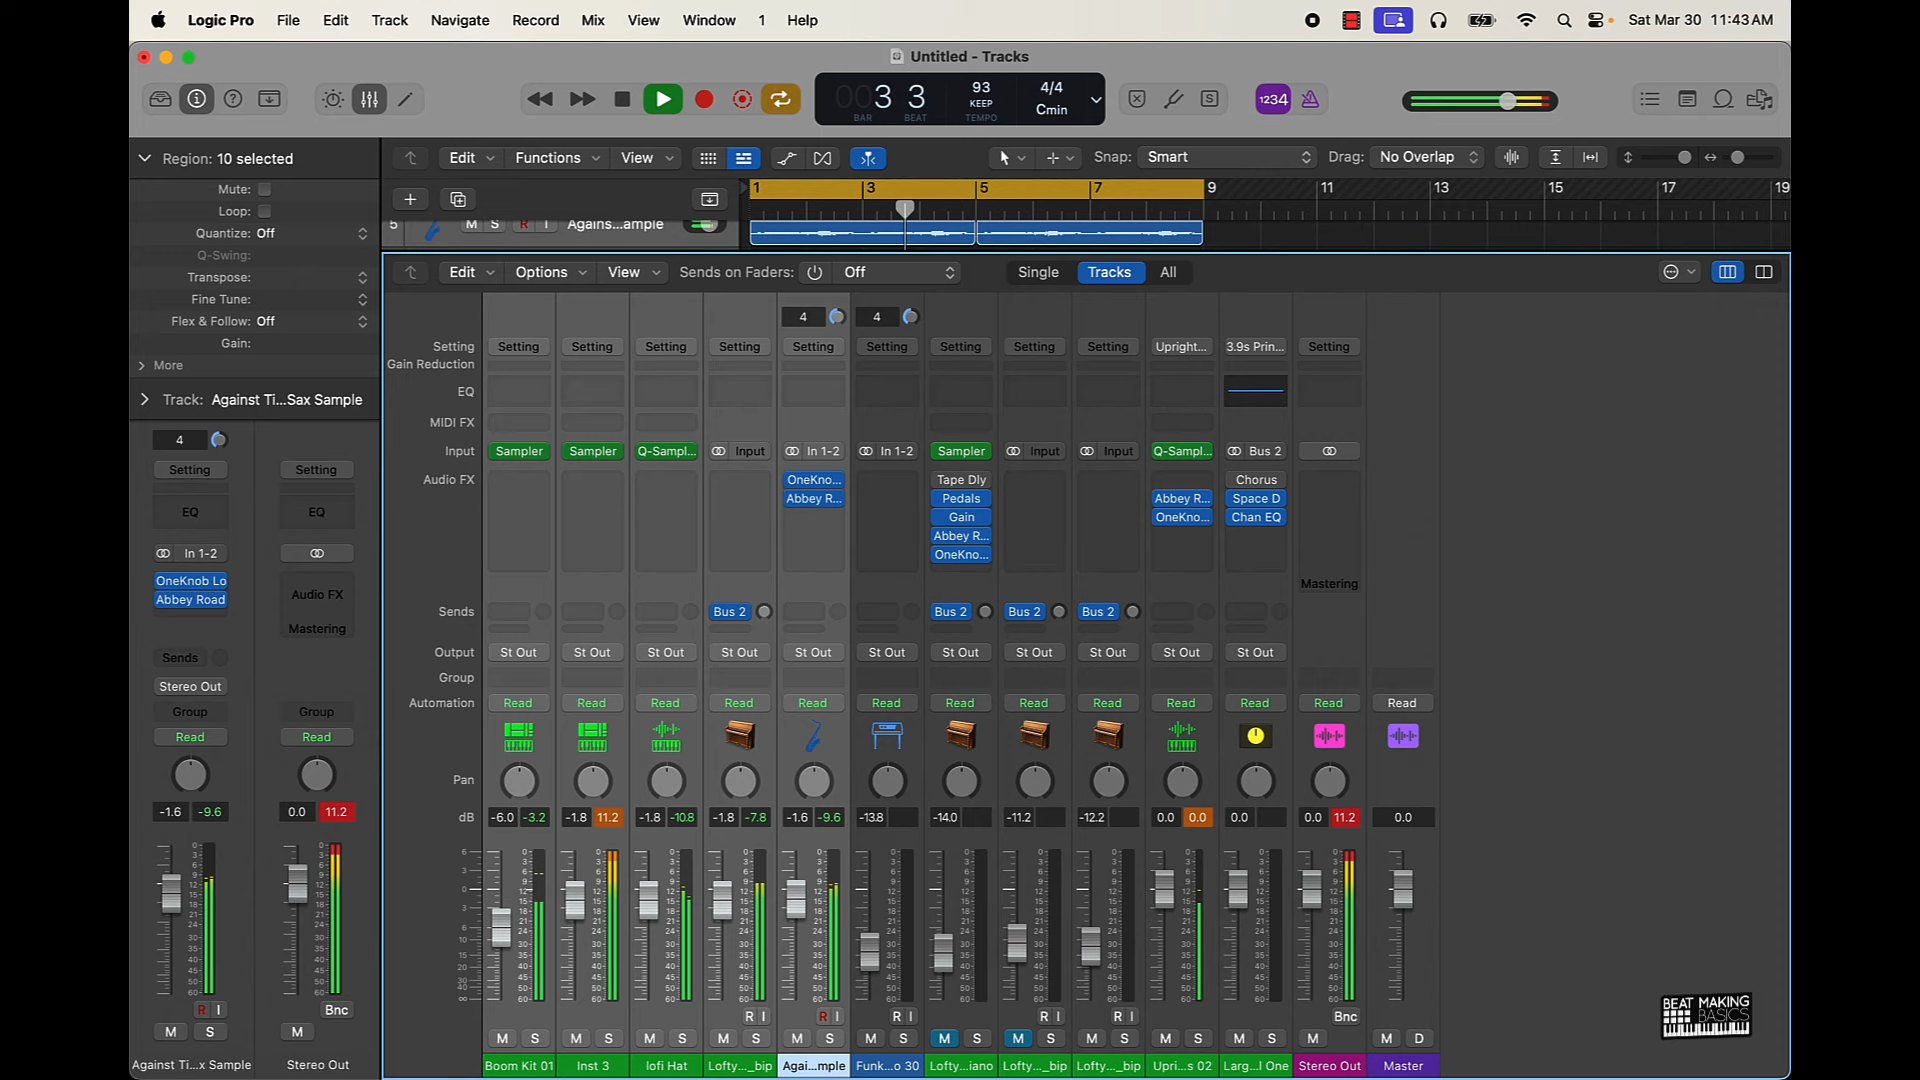 Logic Pro File Edit Track Navigate Record Mix View Window 1 Help Sat Mar 30 11:43 AM
Untitled - Tracks
003 3 93 4/4
KEEP Cmin
BAR BEAT TEMPO
1234
Region: 10 selected
Mute:
Loop:
Quantize: Off
Q-Swing:
Transpose:
Fine Tune:
Flex & Follow: Off
Gain:
More
Track: Against Ti...Sax Sample
Edit Functions View Snap: Smart Drag: No Overlap
1 3 5 7 9 11 13 15 17 19
5 M S R I Agains...ample
Edit Options View Sends on Faders: Off Single Tracks All
4 4
Setting Setting Setting Setting Setting Setting Setting Setting Setting Setting Upright... 3.9s Prin... Setting
Gain Reduction
EQ
MIDI FX
Input Sampler Sampler Q-Sampl... Input In 1-2 In 1-2 Sampler Input Input Q-Sampl... Bus 2
Audio FX OneKno... Tape Dly Chorus
Abbey R... Pedals Abbey R... Space D
Gain OneKno... Chan EQ
Abbey R...
OneKno...
Mastering
Sends Bus 2 Bus 2 Bus 2 Bus 2
Output St Out St Out St Out St Out St Out St Out St Out St Out St Out St Out St Out
Group
Automation Read Read Read Read Read Read Read Read Read Read Read Read Read
Pan
dB -6.0 -3.2 -1.8 11.2 -1.8 -10.8 -1.8 -7.8 -1.6 -9.6 -13.8 -14.0 -11.2 -12.2 0.0 0.0 0.0 0.0 11.2 0.0
R I R I R I R I R I Bnc
M S M S M S M S M S M S M S M S M S M S M S M M D
Boom Kit 01 Inst 3 lofi Hat Lofty..._bip Agai...mple Funk...o 30 Lofty...iano Lofty..._bip Lofty..._bip Upri...s 02 Larg...l One Stereo Out Master
4
Setting Setting
EQ EQ
In 1-2
OneKnob Lo
Abbey Road
Audio FX
Mastering
Sends
Stereo Out
Group Group
Read Read
-1.6 -9.6 0.0 11.2
R I Bnc
M S M
Against Ti...x Sample Stereo Out
BEAT MAKING
BASICS